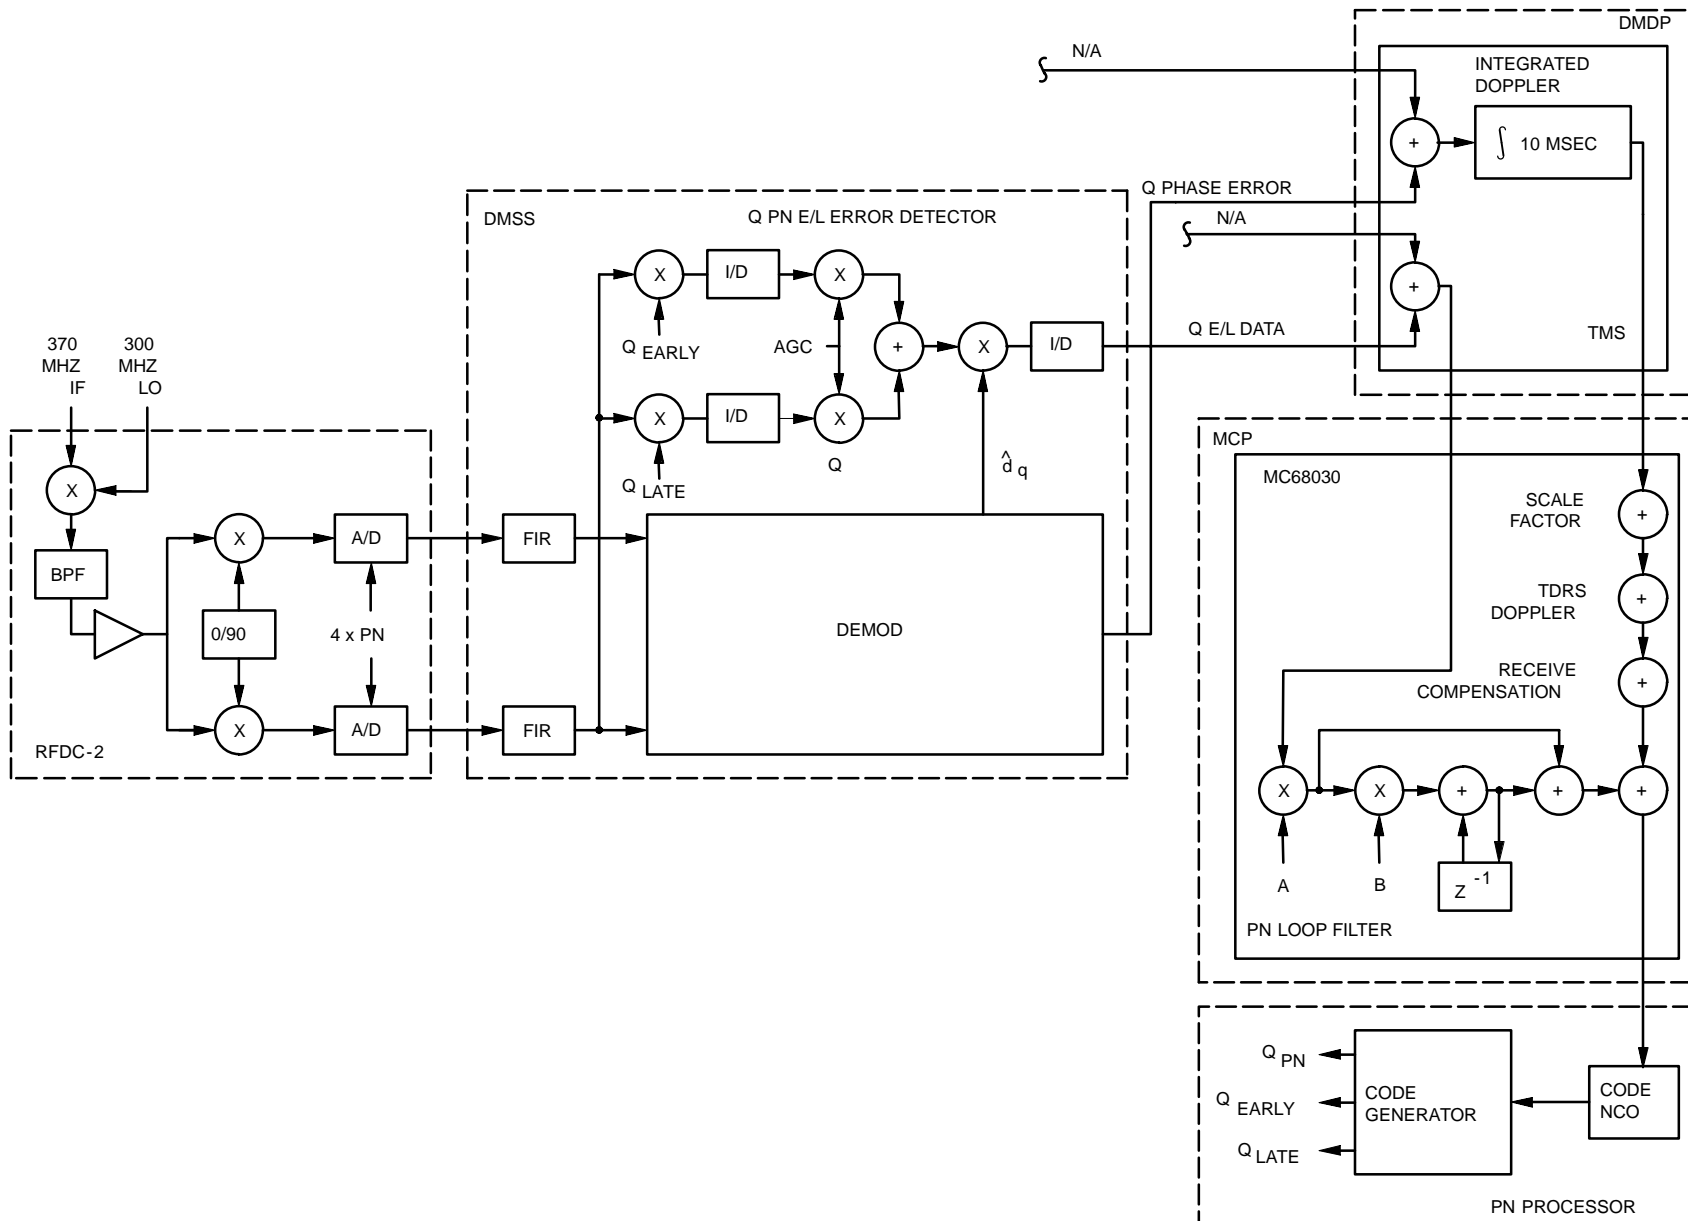 DMDP
N/A
INTEGRATED
DOPPLER
+
∫ 10 MSEC
Q PHASE ERROR
N/A
+
Q E/L DATA
TMS
DMSS
Q PN E/L ERROR DETECTOR
X
I/D
X
Q EARLY
AGC
+
X
I/D
X
I/D
X
Q LATE
Q
d̂ q
370
MHZ
IF
300
MHZ
LO
X
BPF
X
A/D
0/90
4 x PN
X
A/D
RFDC-2
FIR
FIR
DEMOD
MCP
MC68030
SCALE
FACTOR
+
TDRS
DOPPLER
+
RECEIVE
COMPENSATION
+
X
X
+
+
+
A
B
Z -1
PN LOOP FILTER
Q PN
Q EARLY
Q LATE
CODE
GENERATOR
CODE
NCO
PN PROCESSOR